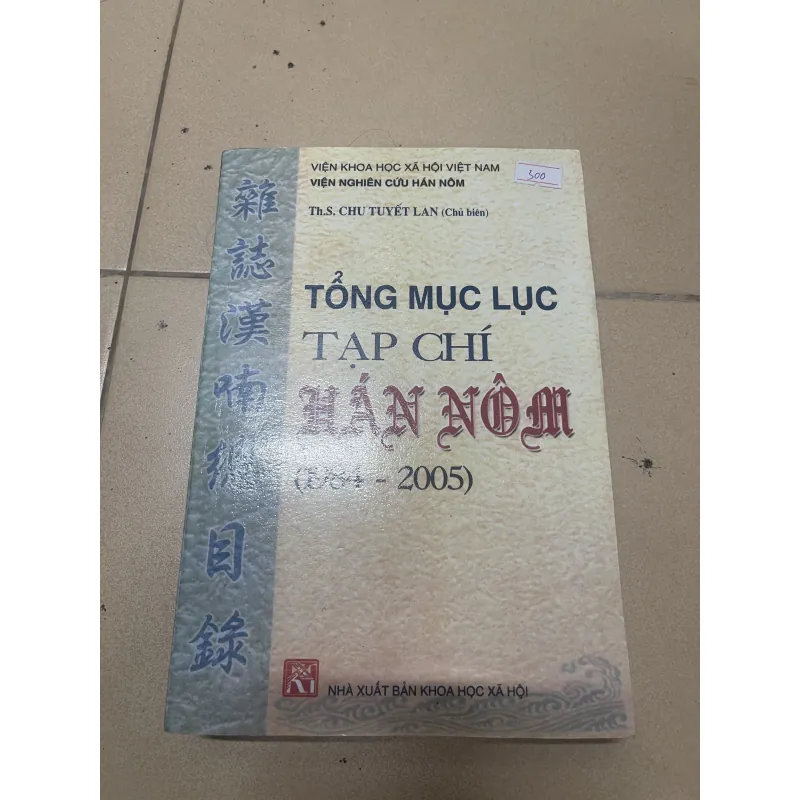 VIỆN KHOA HỌC XÃ HỘI VIỆT NAM
VIỆN NGHIÊN CỨU HÁN NÔM
500
Th.S. CHU TUYẾT LAN (Chủ biên)
TỔNG MỤC LỤC
TẠP CHÍ
HÁN NÔM
(1984 - 2005)
雜誌漢喃總目錄
NHÀ XUẤT BẢN KHOA HỌC XÃ HỘI